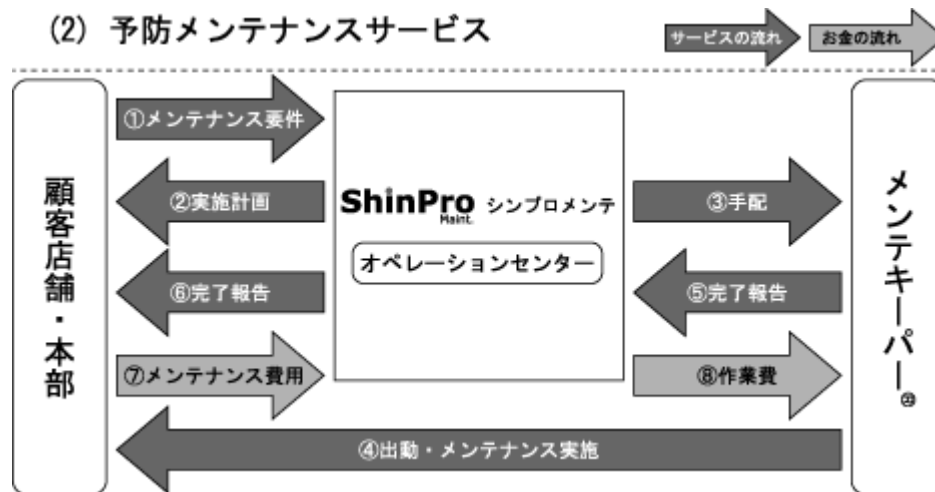 (2) 予防メンテナンスサービス
サービスの流れ
お金の流れ
顧客店舗・本部
①メンテナンス要件
②実施計画
⑥完了報告
⑦メンテナンス費用
ShinPro シンプロメンテ
Maint.
オペレーションセンター
③手配
⑤完了報告
⑧作業費
④出動・メンテナンス実施
メンテキーパー®